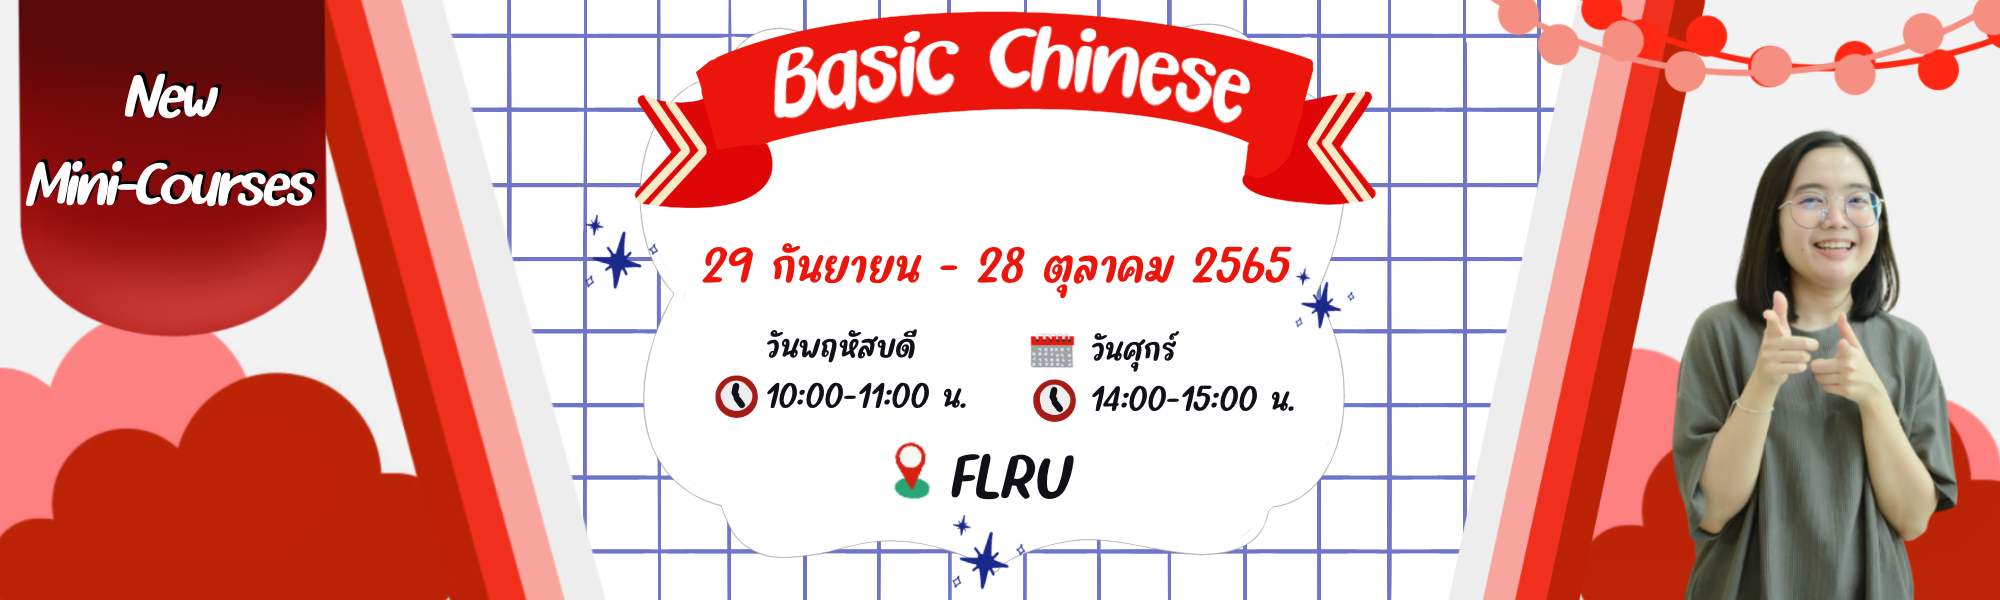 New
Mini-Courses
Basic Chinese
29 กันยายน - 28 ตุลาคม 2565
วันพฤหัสบดี
10:00-11:00 น.
วันศุกร์
14:00-15:00 น.
FLRU